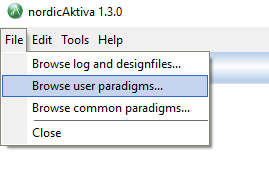 nordicAktiva 1.3.0
File Edit Tools Help
Browse log and designfiles...
Browse user paradigms...
Browse common paradigms...
Close